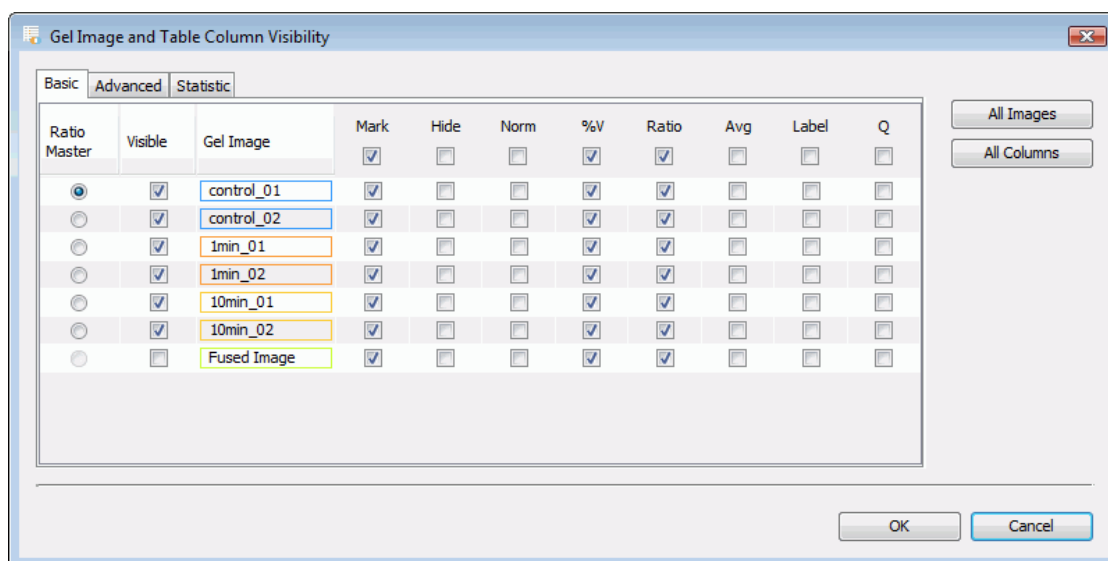 Gel Image and Table Column Visibility
Basic Advanced Statistic
Ratio Master Visible Gel Image Mark Hide Norm %V Ratio Avg Label Q
control_01
control_02
1min_01
1min_02
10min_01
10min_02
Fused Image
All Images
All Columns
OK Cancel